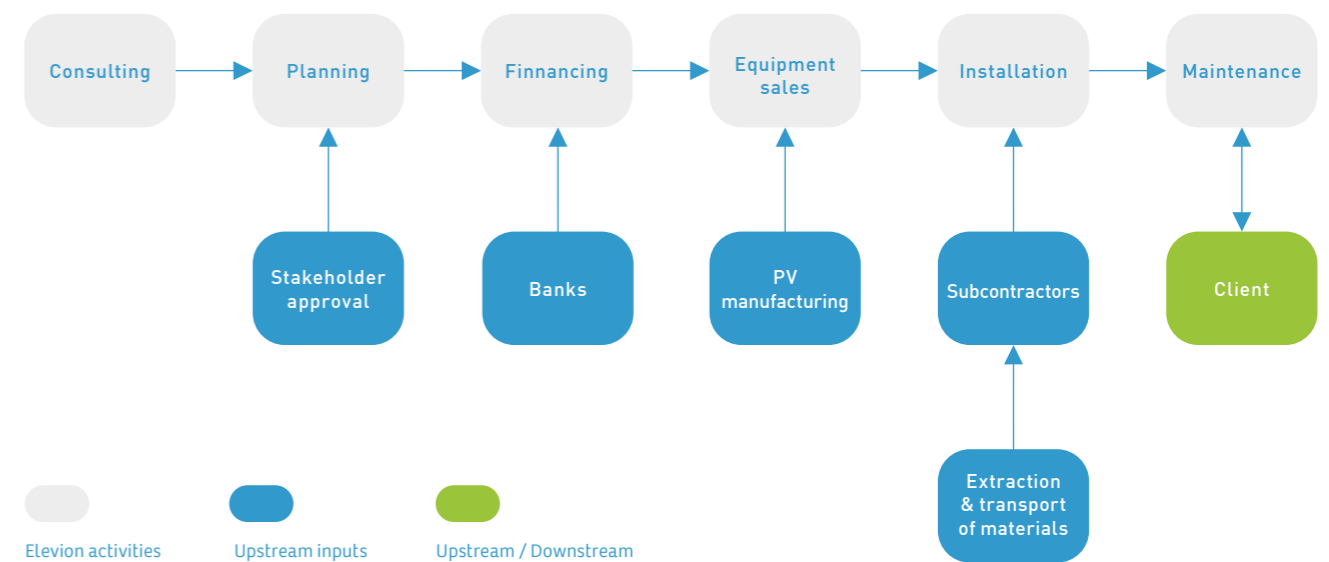 Consulting
Planning
Finnancing
Equipment
sales
Installation
Maintenance
Stakeholder
approval
Banks
PV
manufacturing
Subcontractors
Client
Extraction
& transport
of materials
Elevion activities
Upstream inputs
Upstream / Downstream